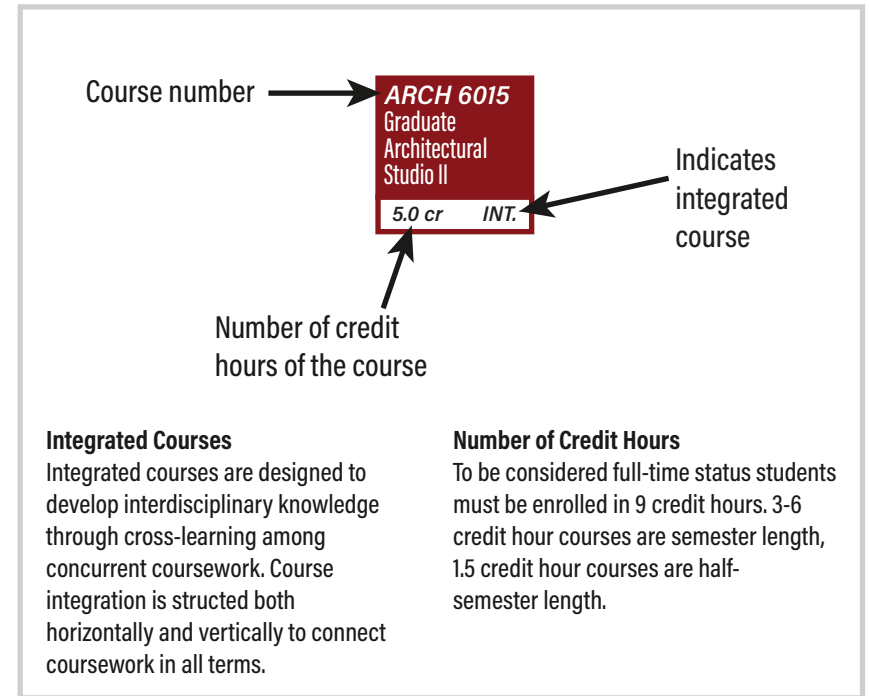 Course number
ARCH 6015
Graduate
Architectural
Studio II
5.0 cr INT.
Indicates
integrated
course
Number of credit
hours of the course
Integrated Courses
Integrated courses are designed to
develop interdisciplinary knowledge
through cross-learning among
concurrent coursework. Course
integration is structed both
horizontally and vertically to connect
coursework in all terms.
Number of Credit Hours
To be considered full-time status students
must be enrolled in 9 credit hours. 3-6
credit hour courses are semester length,
1.5 credit hour courses are half-
semester length.